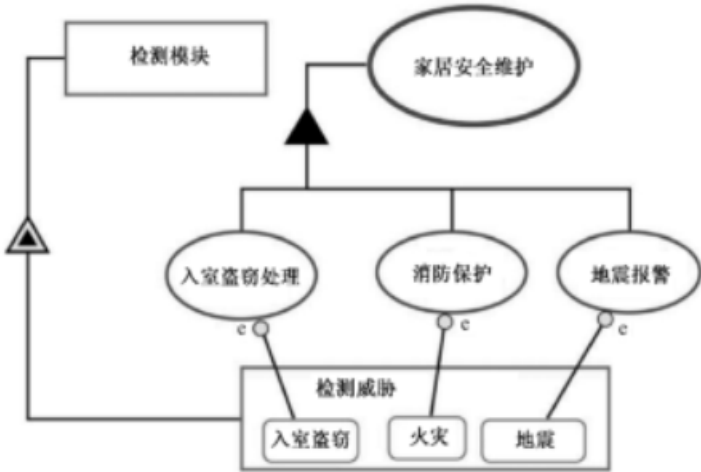 检测模块
家居安全维护
入室盗窃处理
消防保护
地震报警
e
e
e
检测威胁
入室盗窃
火灾
地震